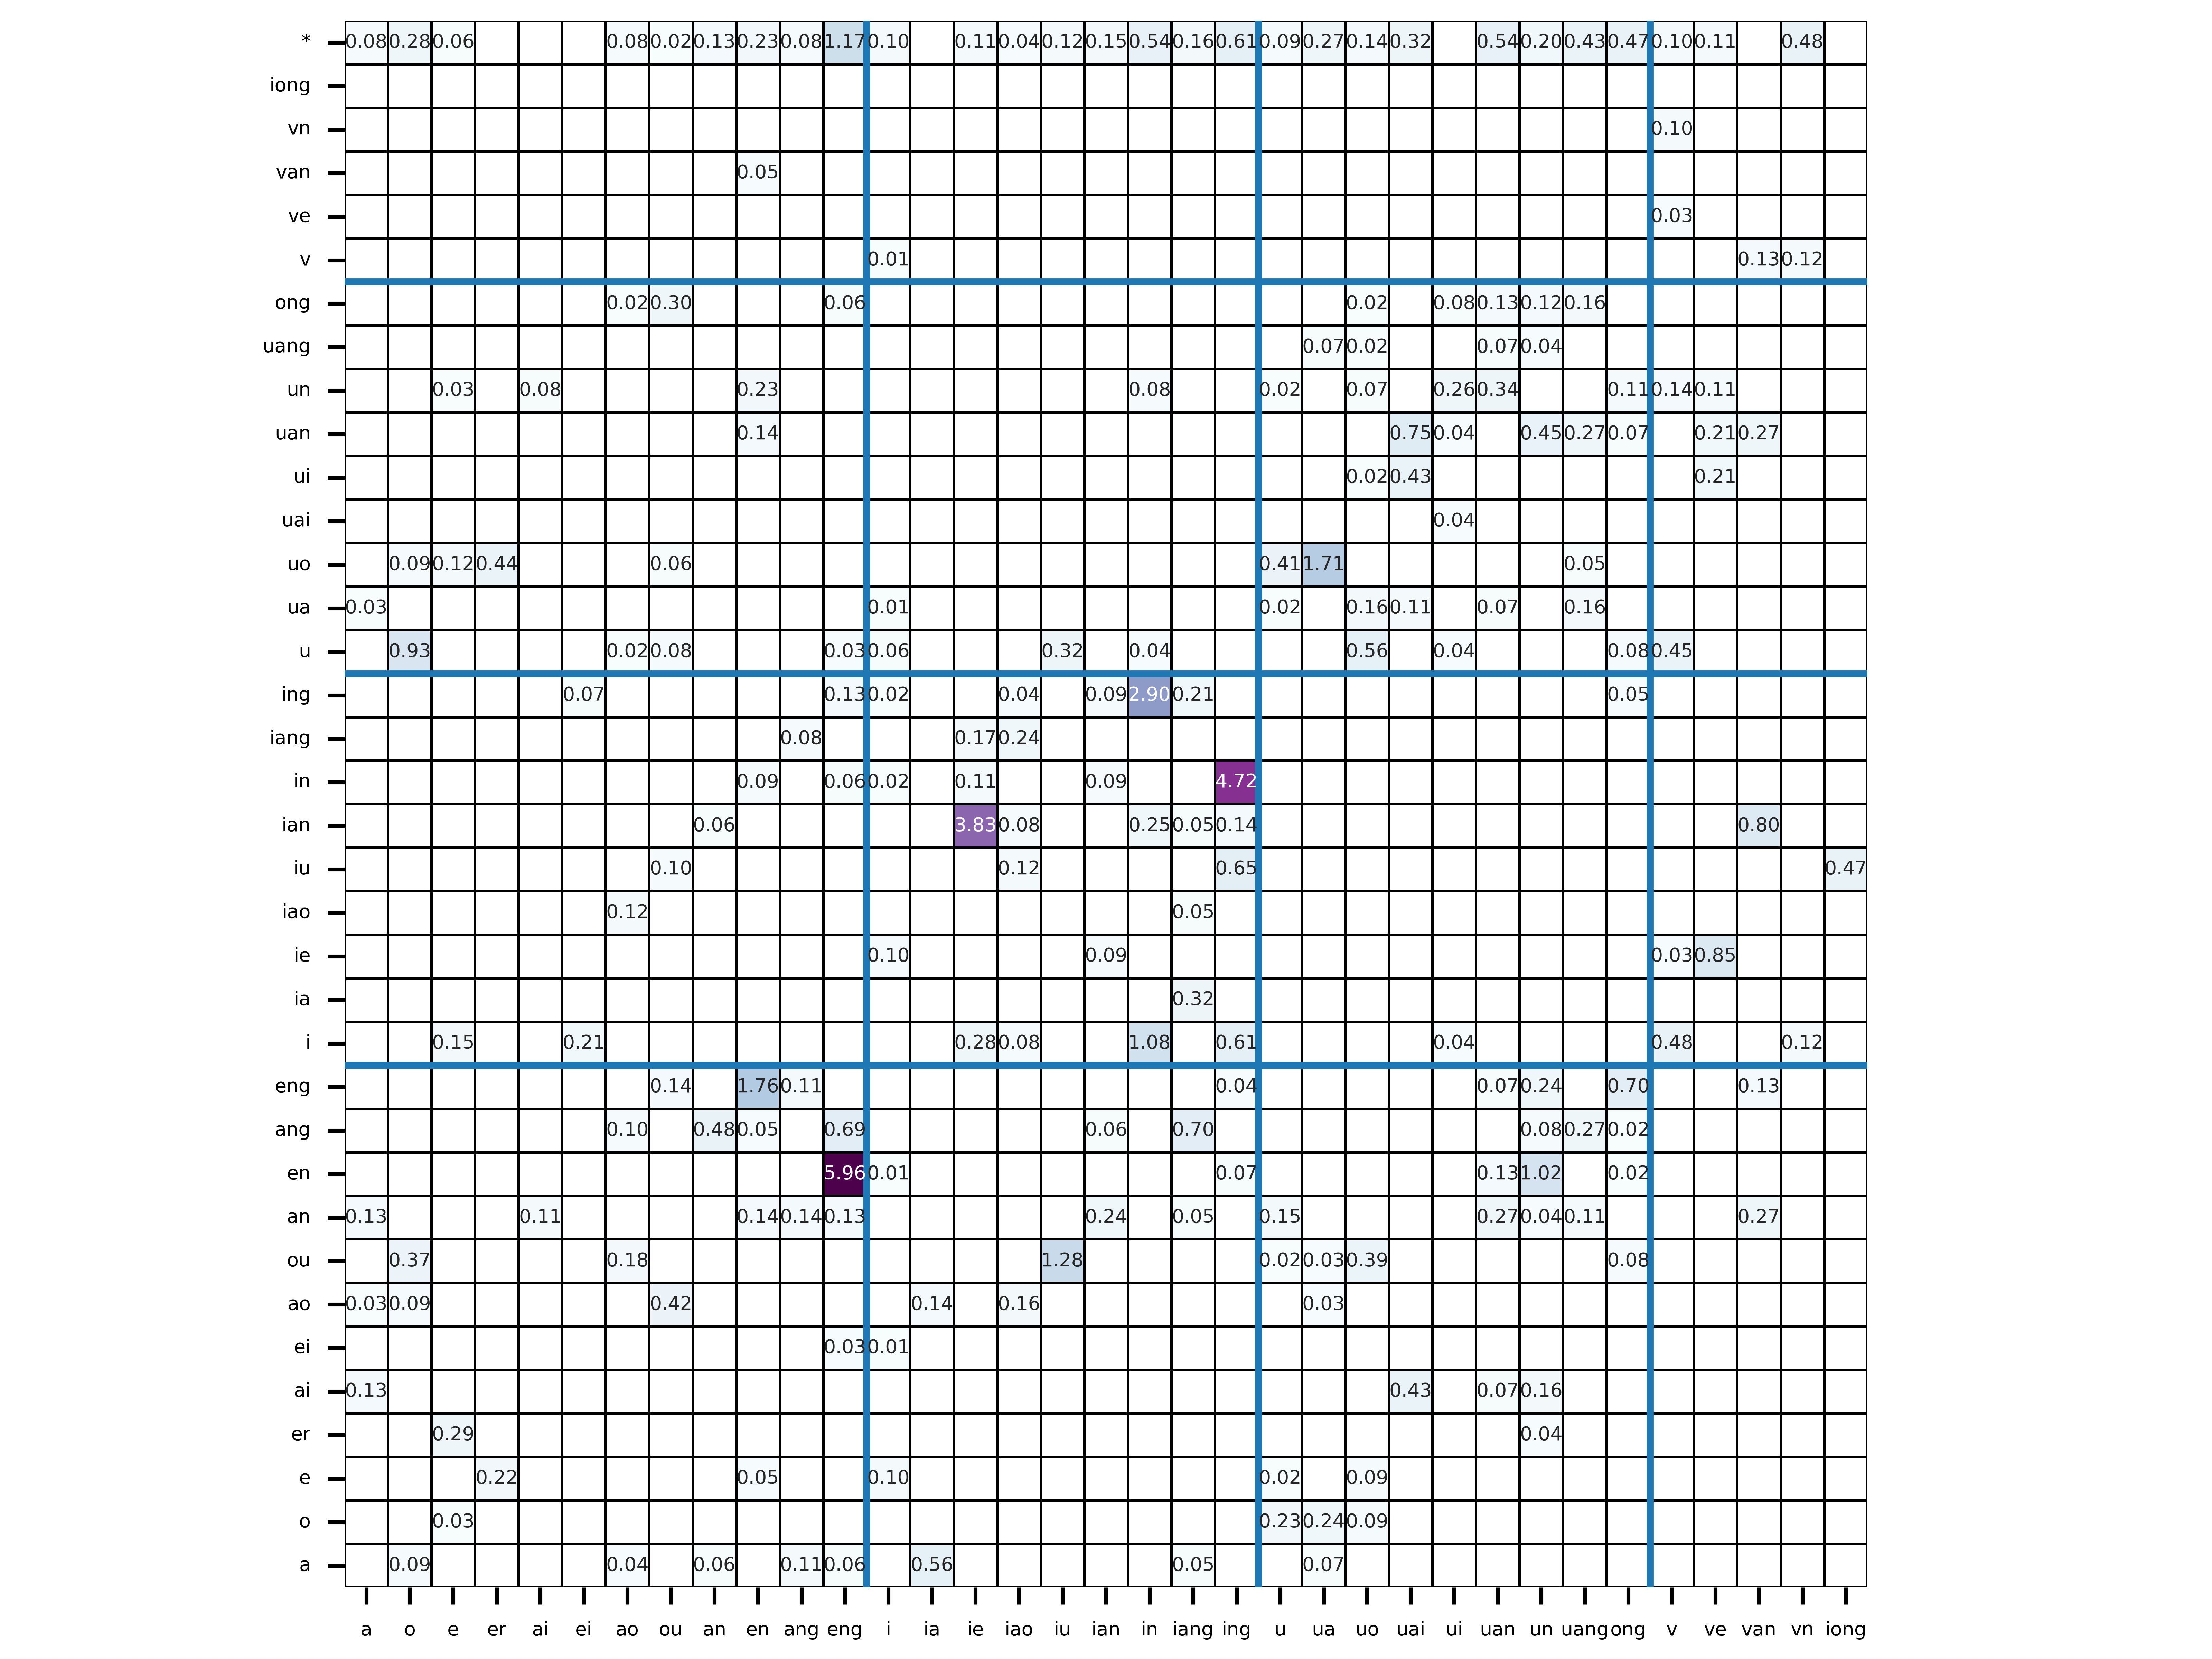 * 0.08 0.28 0.06 0.08 0.02 0.13 0.23 0.08 1.17 0.10 0.11 0.04 0.12 0.15 0.54 0.16 0.61 0.09 0.27 0.14 0.32 0.54 0.20 0.43 0.47 0.10 0.11 0.48
iong
vn 0.10
van 0.05
ve 0.03
v 0.01 0.13 0.12
ong 0.02 0.30 0.06 0.02 0.08 0.13 0.12 0.16
uang 0.07 0.02 0.07 0.04
un 0.03 0.08 0.23 0.08 0.02 0.07 0.26 0.34 0.11 0.14 0.11
uan 0.14 0.75 0.04 0.45 0.27 0.07 0.21 0.27
ui 0.02 0.43 0.21
uai 0.04
uo 0.09 0.12 0.44 0.06 0.41 1.71 0.05
ua 0.03 0.01 0.02 0.16 0.11 0.07 0.16
u 0.93 0.02 0.08 0.03 0.06 0.32 0.04 0.56 0.04 0.08 0.45
ing 0.07 0.13 0.02 0.04 0.09 2.90 0.21 0.05
iang 0.08 0.17 0.24
in 0.09 0.06 0.02 0.11 0.09 4.72
ian 0.06 3.83 0.08 0.25 0.05 0.14 0.80
iu 0.10 0.12 0.65 0.47
iao 0.12 0.05
ie 0.10 0.09 0.03 0.85
ia 0.32
i 0.15 0.21 0.28 0.08 1.08 0.61 0.04 0.48 0.12
eng 0.14 1.76 0.11 0.04 0.07 0.24 0.70 0.13
ang 0.10 0.48 0.05 0.69 0.06 0.70 0.08 0.27 0.02
en 5.96 0.01 0.07 0.13 1.02 0.02
an 0.13 0.11 0.14 0.14 0.13 0.24 0.05 0.15 0.27 0.04 0.11 0.27
ou 0.37 0.18 1.28 0.02 0.03 0.39 0.08
ao 0.03 0.09 0.42 0.14 0.16 0.03
ei 0.03 0.01
ai 0.13 0.43 0.07 0.16
er 0.29 0.04
e 0.22 0.05 0.10 0.02 0.09
o 0.03 0.23 0.24 0.09
a 0.09 0.04 0.06 0.11 0.06 0.56 0.05 0.07
a o e er ai ei ao ou an en ang eng i ia ie iao iu ian in iang ing u ua uo uai ui uan un uang ong v ve van vn iong